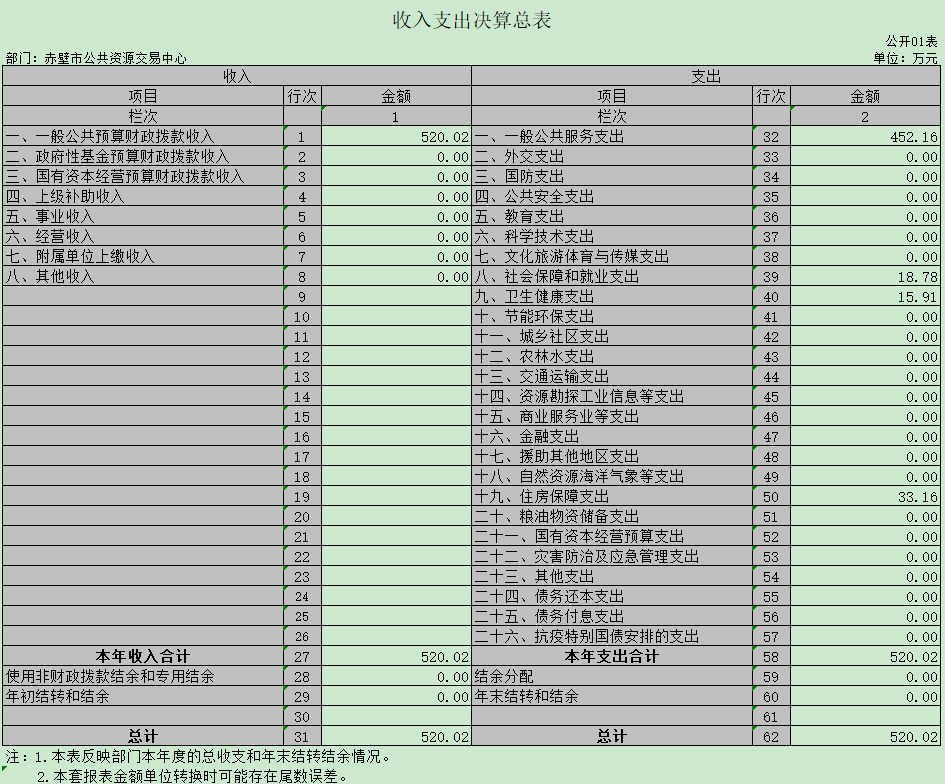 收入支出决算总表
公开01表
部门：赤壁市公共资源交易中心 单位：万元
收入 支出
项目 行次 金额 项目 行次 金额
栏次 1 栏次 2
一、一般公共预算财政拨款收入 1 520.02 一、一般公共服务支出 32 452.16
二、政府性基金预算财政拨款收入 2 0.00 二、外交支出 33 0.00
三、国有资本经营预算财政拨款收入 3 0.00 三、国防支出 34 0.00
四、上级补助收入 4 0.00 四、公共安全支出 35 0.00
五、事业收入 5 0.00 五、教育支出 36 0.00
六、经营收入 6 0.00 六、科学技术支出 37 0.00
七、附属单位上缴收入 7 0.00 七、文化旅游体育与传媒支出 38 0.00
八、其他收入 8 0.00 八、社会保障和就业支出 39 18.78
9 九、卫生健康支出 40 15.91
10 十、节能环保支出 41 0.00
11 十一、城乡社区支出 42 0.00
12 十二、农林水支出 43 0.00
13 十三、交通运输支出 44 0.00
14 十四、资源勘探工业信息等支出 45 0.00
15 十五、商业服务业等支出 46 0.00
16 十六、金融支出 47 0.00
17 十七、援助其他地区支出 48 0.00
18 十八、自然资源海洋气象等支出 49 0.00
19 十九、住房保障支出 50 33.16
20 二十、粮油物资储备支出 51 0.00
21 二十一、国有资本经营预算支出 52 0.00
22 二十二、灾害防治及应急管理支出 53 0.00
23 二十三、其他支出 54 0.00
24 二十四、债务还本支出 55 0.00
25 二十五、债务付息支出 56 0.00
26 二十六、抗疫特别国债安排的支出 57 0.00
本年收入合计 27 520.02 本年支出合计 58 520.02
使用非财政拨款结余和专用结余 28 0.00 结余分配 59 0.00
年初结转和结余 29 0.00 年末结转和结余 60 0.00
30 61
总计 31 520.02 总计 62 520.02
注：1.本表反映部门本年度的总收支和年末结转结余情况。
2.本套报表金额单位转换时可能存在尾数误差。